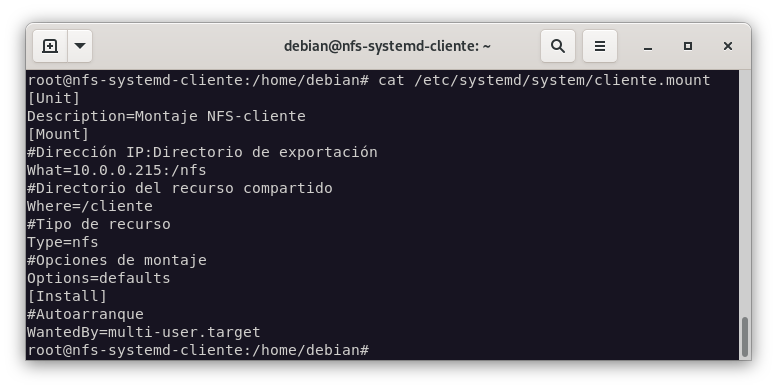 debian@nfs-systemd-cliente: ~
root@nfs-systemd-cliente:/home/debian# cat /etc/systemd/system/cliente.mount
[Unit]
Description=Montaje NFS-cliente
[Mount]
#Dirección IP:Directorio de exportación
What=10.0.0.215:/nfs
#Directorio del recurso compartido
Where=/cliente
#Tipo de recurso
Type=nfs
#Opciones de montaje
Options=defaults
[Install]
#Autoarranque
WantedBy=multi-user.target
root@nfs-systemd-cliente:/home/debian#